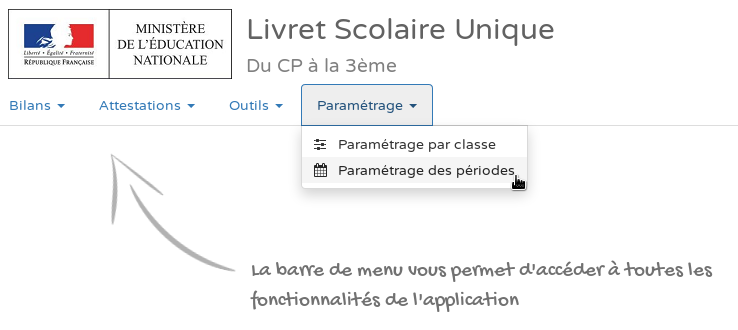 MINISTÈRE
DE L'ÉDUCATION
NATIONALE
Liberté • Égalité • Fraternité
RÉPUBLIQUE FRANÇAISE
Livret Scolaire Unique
Du CP à la 3ème
Bilans Attestations Outils Paramétrage
Paramétrage par classe
Paramétrage des périodes
La barre de menu vous permet d'accéder à toutes les
fonctionnalités de l'application